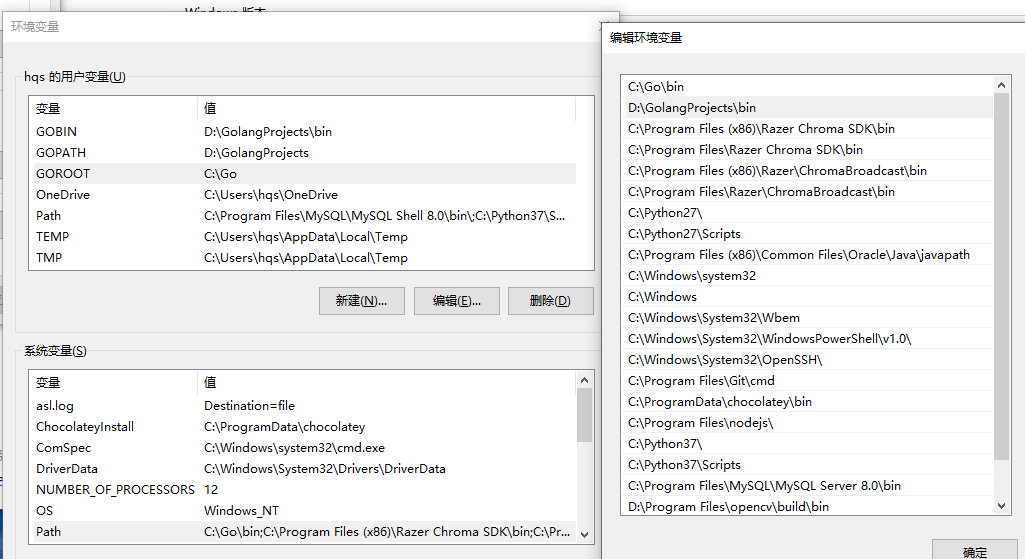 Windows 版本
环境变量
hqs 的用户变量(U)
变量 值
GOBIN D:\GolangProjects\bin
GOPATH D:\GolangProjects
GOROOT C:\Go
OneDrive C:\Users\hqs\OneDrive
Path C:\Program Files\MySQL\MySQL Shell 8.0\bin\;C:\Python37\S...
TEMP C:\Users\hqs\AppData\Local\Temp
TMP C:\Users\hqs\AppData\Local\Temp
新建(N)... 编辑(E)... 删除(D)
系统变量(S)
变量 值
asl.log Destination=file
ChocolateyInstall C:\ProgramData\chocolatey
ComSpec C:\Windows\system32\cmd.exe
DriverData C:\Windows\System32\Drivers\DriverData
NUMBER_OF_PROCESSORS 12
OS Windows_NT
Path C:\Go\bin;C:\Program Files (x86)\Razer Chroma SDK\bin;C:\Pr...
编辑环境变量
C:\Go\bin
D:\GolangProjects\bin
C:\Program Files (x86)\Razer Chroma SDK\bin
C:\Program Files\Razer Chroma SDK\bin
C:\Program Files (x86)\Razer\ChromaBroadcast\bin
C:\Program Files\Razer\ChromaBroadcast\bin
C:\Python27\
C:\Python27\Scripts
C:\Program Files (x86)\Common Files\Oracle\Java\javapath
C:\Windows\system32
C:\Windows
C:\Windows\System32\Wbem
C:\Windows\System32\WindowsPowerShell\v1.0\
C:\Windows\System32\OpenSSH\
C:\Program Files\Git\cmd
C:\ProgramData\chocolatey\bin
C:\Program Files\nodejs\
C:\Python37\
C:\Python37\Scripts
C:\Program Files\MySQL\MySQL Server 8.0\bin
D:\Program Files\opencv\build\bin
确定